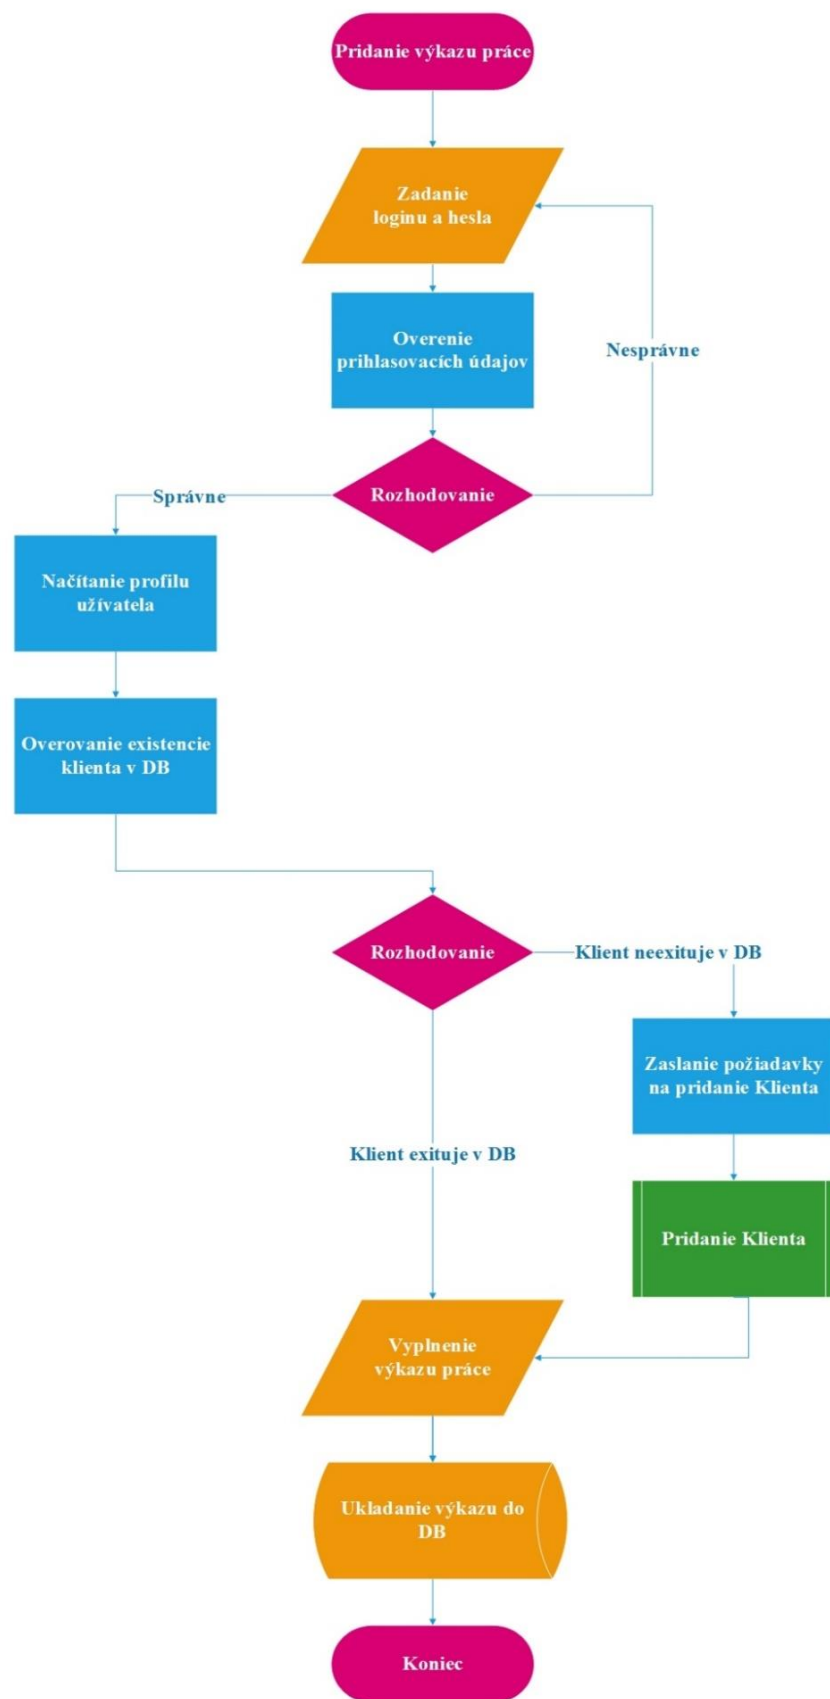 Pridanie výkazu práce
Zadanie
loginu a hesla
Overenie
prihlasovacích údajov
Nesprávne
Rozhodovanie
Správne
Načítanie profilu
užívatela
Overovanie existencie
klienta v DB
Rozhodovanie
Klient neexituje v DB
Zaslanie požiadavky
na pridanie Klienta
Klient exituje v DB
Pridanie Klienta
Vyplnenie
výkazu práce
Ukladanie výkazu do
DB
Koniec